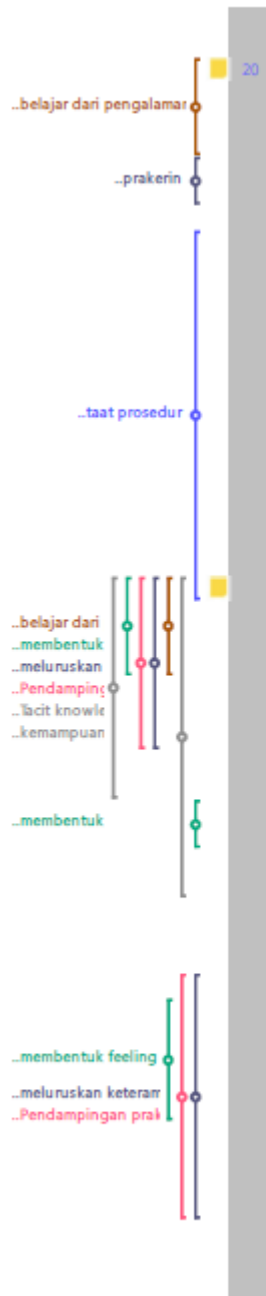 20
..belajar dari pengalamar
..prakerin
..taat prosedur
..belajar dari
..membentuk
..meluruskan
..Pendamping
..Tacit knowle
..kemampuan
..membentuk
..membentuk feeling
..meluruskan keteram
..Pendampingan prak